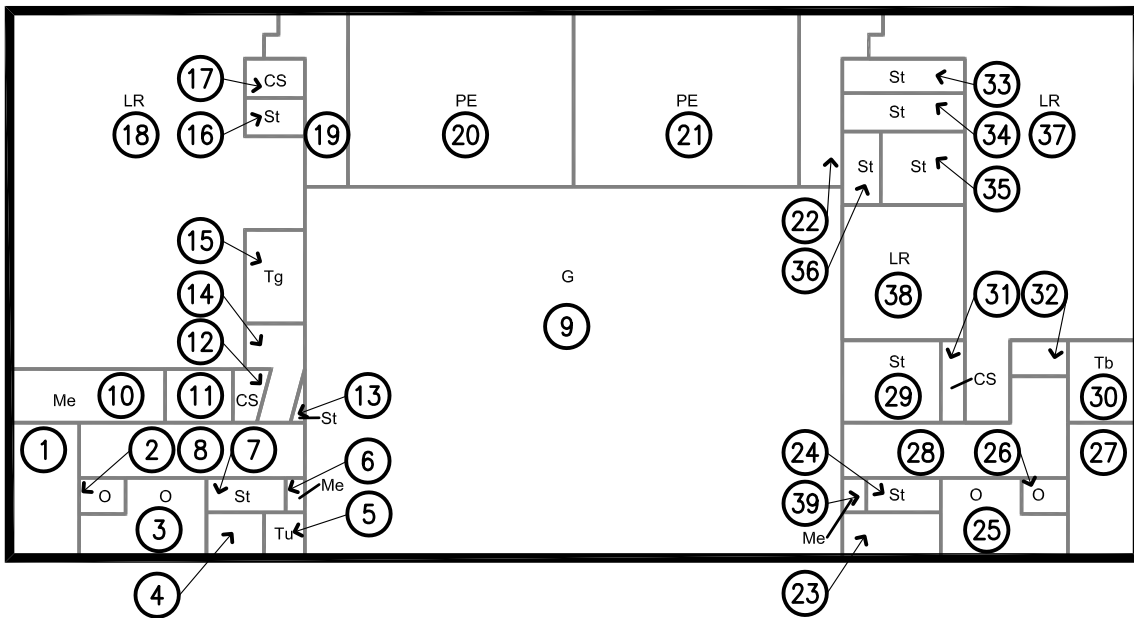 17 CS St 33
LR PE PE St LR
18 16 St 19 20 21 34 37
St St 35
15 22
Tg G LR 36
14 9 38 31 32
12 St Tb
Me 10 11 CS 13 29 CS 30
St
1 2 8 7 6 24 28 26 27
O O St Me 39 St O O
3 Tu 5 Me 25
4 23